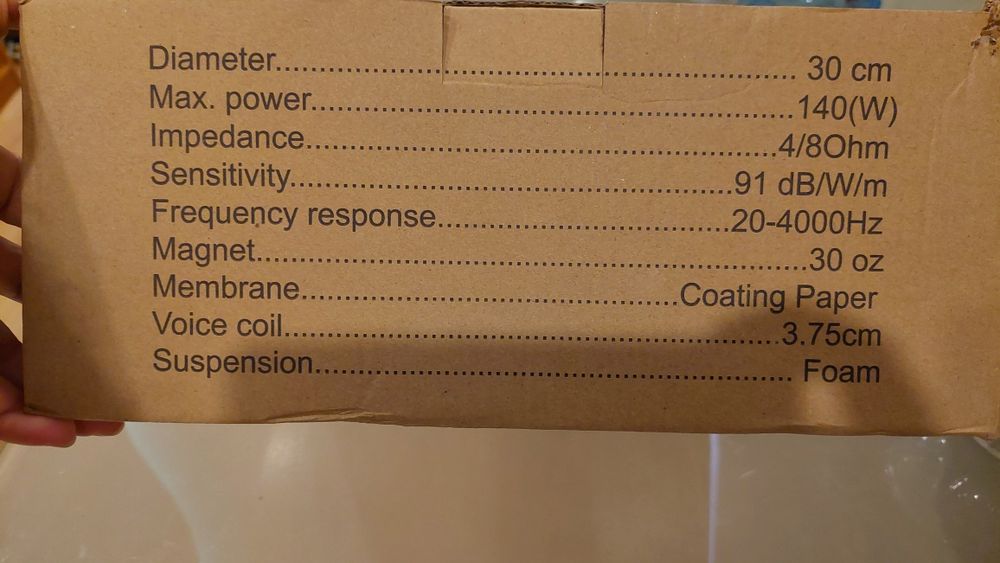 Diameter........................................................ 30 cm
Max. power....................................................140(W)
Impedance....................................................4/8Ohm
Sensitivity................................................91 dB/W/m
Frequency response................................20-4000Hz
Magnet............................................................30 oz
Membrane..........................................Coating Paper
Voice coil......................................................3.75cm
Suspension.................................................... Foam